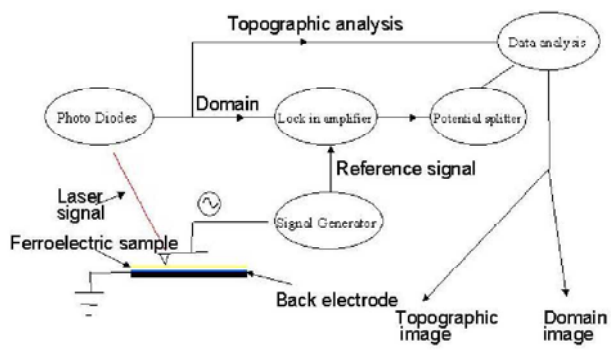 Topographic analysis
Data analysis
Photo Diodes
Domain
Lock in amplifier
Potential splitter
Reference signal
Laser
signal
Signal Generator
Ferroelectric sample
Back electrode
Topographic
image
Domain
image